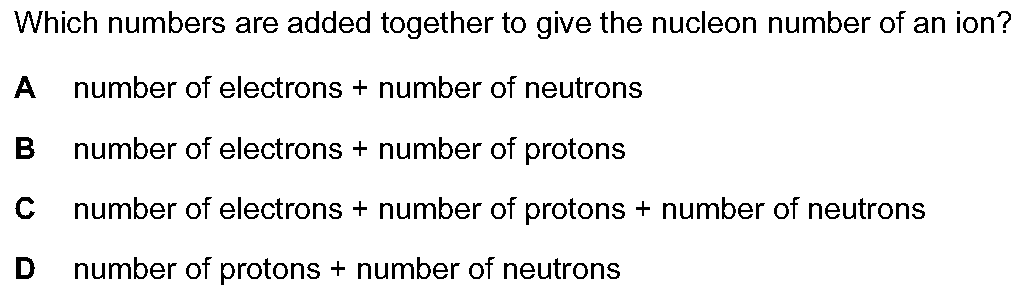 Which numbers are added together to give the nucleon number of an ion?
A number of electrons + number of neutrons
B number of electrons + number of protons
C number of electrons + number of protons + number of neutrons
D number of protons + number of neutrons